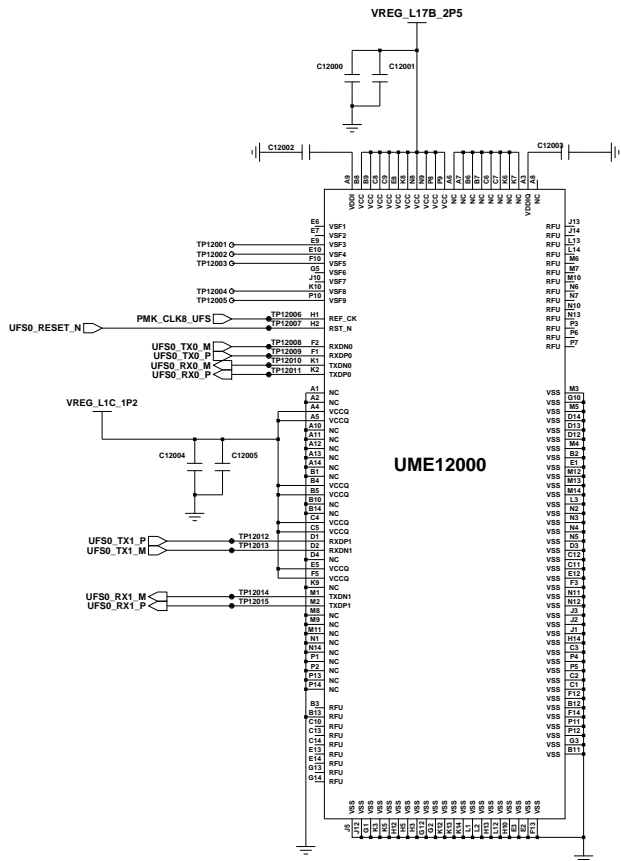 VREG_L17B_2P5
C12000
C12001
C12002
C12003
A9 B8 B9 C8 C9 E8 K8 N8 N9 P8 P9 A6 A7 B6 B7 C6 C7 K6 K7 A3 A8
VDDI VCC VCC VCC VCC VCC VCC VCC VCC VCC VCC NC NC NC NC NC NC NC NC VDDIQ NC
E6 VSF1
E7 VSF2
TP12001 E9 VSF3
TP12002 E10 VSF4
TP12003 F10 VSF5
G5 VSF6
J10 VSF7
TP12004 K10 VSF8
TP12005 P10 VSF9
PMK_CLK8_UFS TP12006 H1 REF_CK
UFS0_RESET_N TP12007 H2 RST_N
UFS0_TX0_M TP12008 F2 RXDN0
UFS0_TX0_P TP12009 F1 RXDP0
UFS0_RX0_M TP12010 K1 TXDN0
UFS0_RX0_P TP12011 K2 TXDP0
VREG_L1C_1P2
C12004
C12005
A1 NC
A2 NC
A4 VCCQ
A5 VCCQ
A10 NC
A11 NC
A12 NC
A13 NC
A14 NC
B1 NC
B4 VCCQ
B5 VCCQ
B10 NC
B14 NC
C4 VCCQ
C5 VCCQ
UFS0_TX1_P TP12012 D1 RXDP1
UFS0_TX1_M TP12013 D2 RXDN1
D4 NC
E5 VCCQ
F5 VCCQ
K9 NC
UFS0_RX1_M TP12014 M1 TXDN1
UFS0_RX1_P TP12015 M2 TXDP1
M8 NC
M9 NC
M11 NC
N1 NC
N14 NC
P1 NC
P2 NC
P13 NC
P14 NC
B3 RFU
B13 RFU
C10 RFU
C13 RFU
C14 RFU
E13 RFU
E14 RFU
G13 RFU
G14 RFU
UME12000
RFU J13
RFU J14
RFU L13
RFU L14
RFU M6
RFU M7
RFU M10
RFU N6
RFU N7
RFU N10
RFU N13
RFU P3
RFU P6
RFU P7
VSS M3
VSS G10
VSS M5
VSS D14
VSS D13
VSS D12
VSS M4
VSS B2
VSS E1
VSS M12
VSS M13
VSS M14
VSS L3
VSS N2
VSS N3
VSS N4
VSS N5
VSS D3
VSS C12
VSS C11
VSS E12
VSS F3
VSS N11
VSS N12
VSS J3
VSS J2
VSS J1
VSS H14
VSS C3
VSS P4
VSS P5
VSS C2
VSS C1
VSS F12
VSS B12
VSS F14
VSS P11
VSS P12
VSS G3
VSS B11
VSS VSS VSS VSS VSS VSS VSS VSS VSS VSS VSS VSS VSS VSS VSS VSS VSS VSS VSS VSS VSS
J5 J12 G1 K3 K5 H12 H5 H3 G12 G2 K12 K13 K14 L1 L2 H13 L12 H10 E3 E2 F13